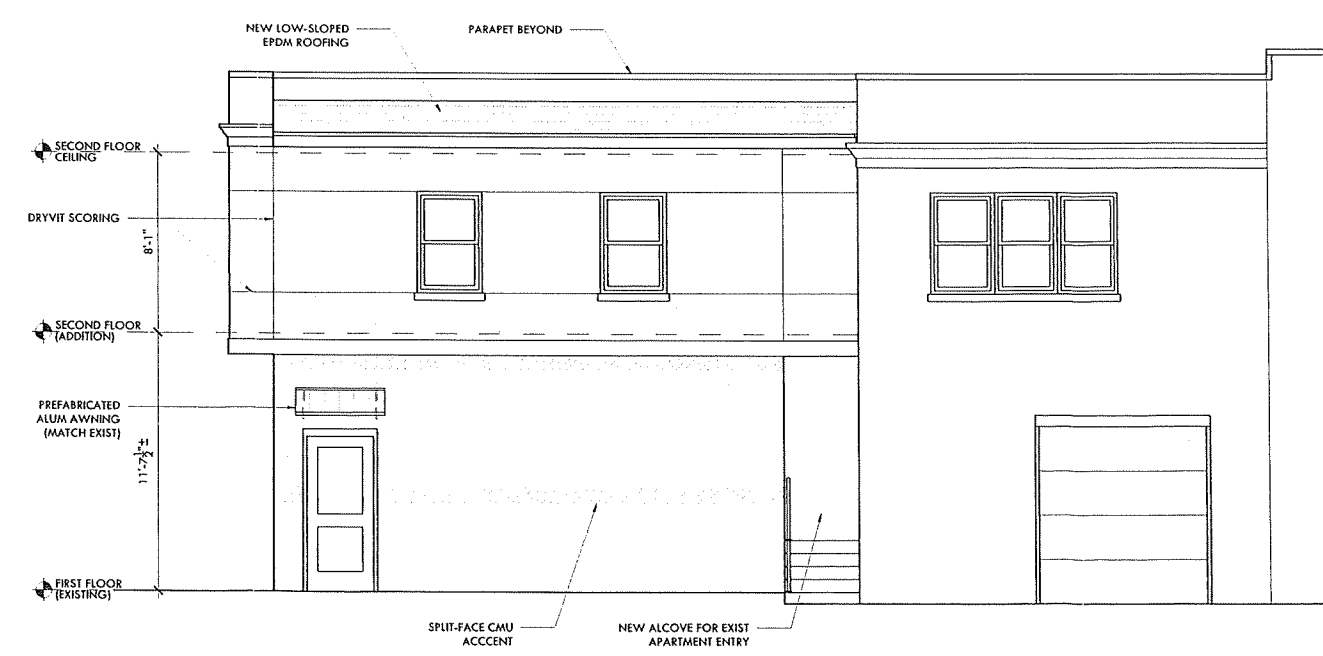 NEW LOW-SLOPED
EPDM ROOFING
PARAPET BEYOND
SECOND FLOOR
CEILING
DRYVIT SCORING
8'-1"
SECOND FLOOR
(ADDITION)
PREFABRICATED
ALUM AWNING
(MATCH EXIST)
11'-7½"±
FIRST FLOOR
(EXISTING)
SPLIT-FACE CMU
ACCCENT
NEW ALCOVE FOR EXIST
APARTMENT ENTRY